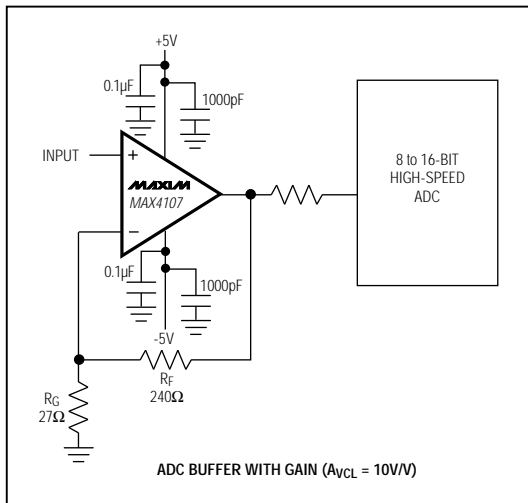 +5V
0.1µF
1000pF
INPUT
+
MAXIM
MAX4107
−
8 to 16-BIT
HIGH-SPEED
ADC
0.1µF
1000pF
-5V
RF
240Ω
RG
27Ω
ADC BUFFER WITH GAIN (AVCL = 10V/V)